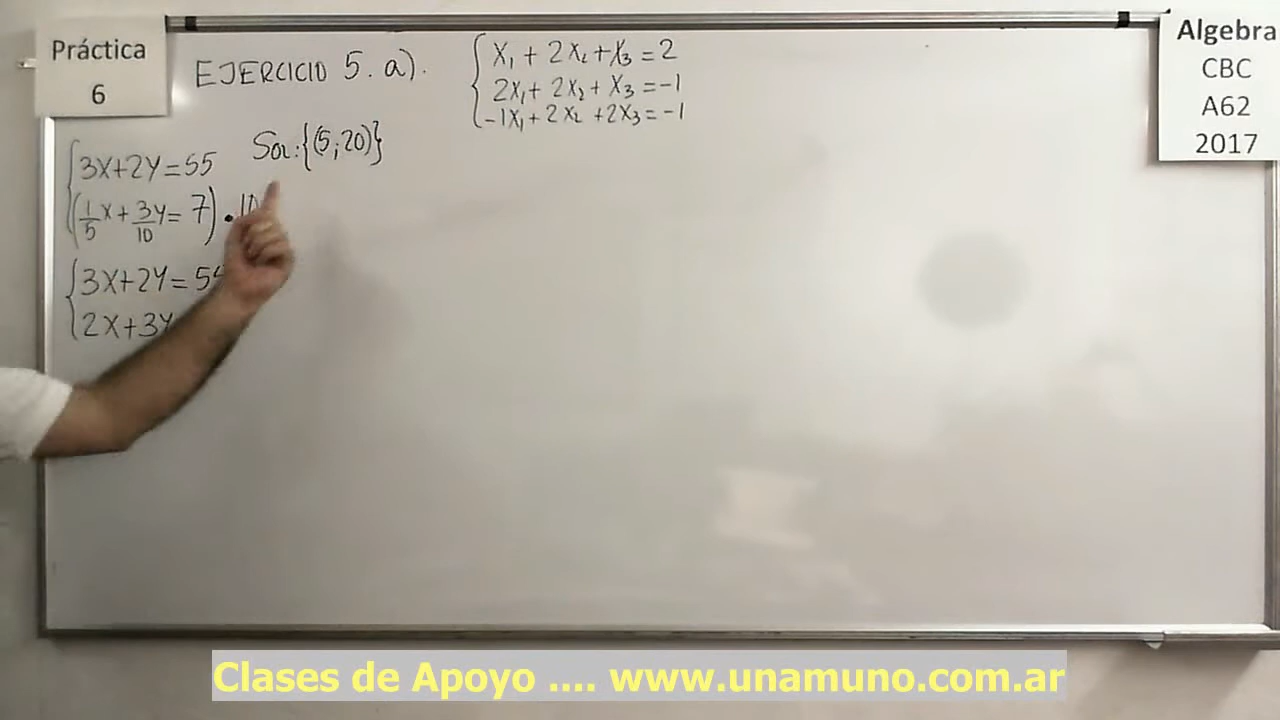 Práctica
6
EJERCICIO 5. a).
X₁ + 2X₂ + X₃ = 2
2X₁ + 2X₂ + X₃ = -1
-1X₁ + 2X₂ + 2X₃ = -1
Algebra
CBC
A62
2017
3X+2Y=55
Sol:{(5;20)}
(1/5 X + 3/10 Y = 7) • 10
3X+2Y=55
2X+3Y
Clases de Apoyo .... www.unamuno.com.ar